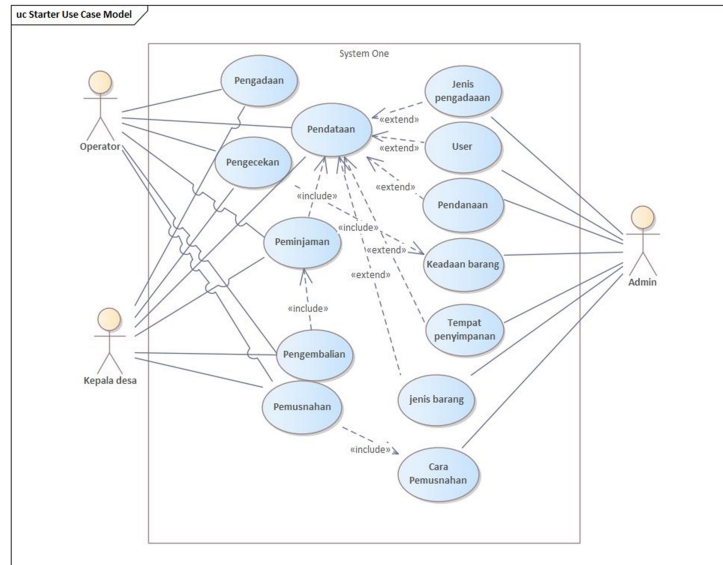 uc Starter Use Case Model
System One
Pengadaan
Jenis
pengadaaan
«extend»
Operator
Pendataan
User
«extend»
Pengecekan
«extend»
Pendanaan
«include»
Admin
Peminjaman
«include»
«extend»
Keadaan barang
«extend»
«include»
Tempat
penyimpanan
Kepala desa
Pengembalian
jenis barang
Pemusnahan
«include»
Cara
Pemusnahan